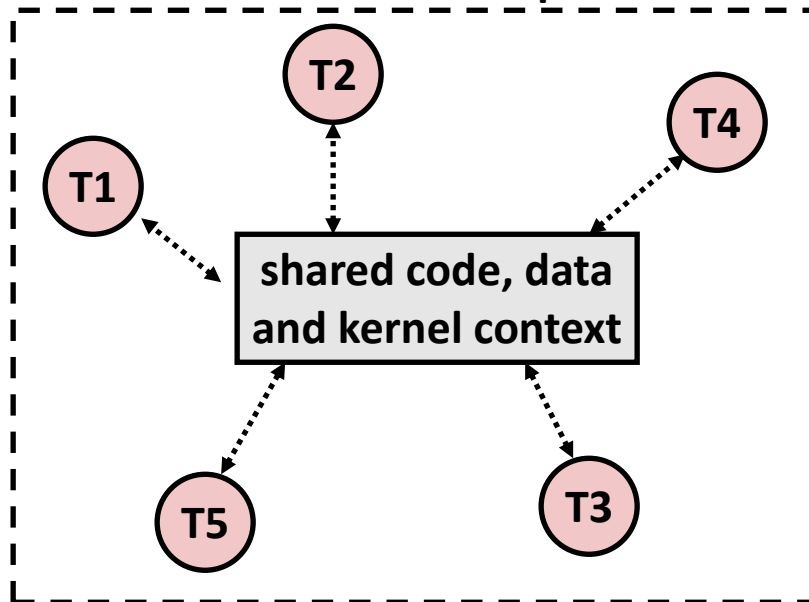 T2
T4
T1
shared code, data
and kernel context
T5
T3